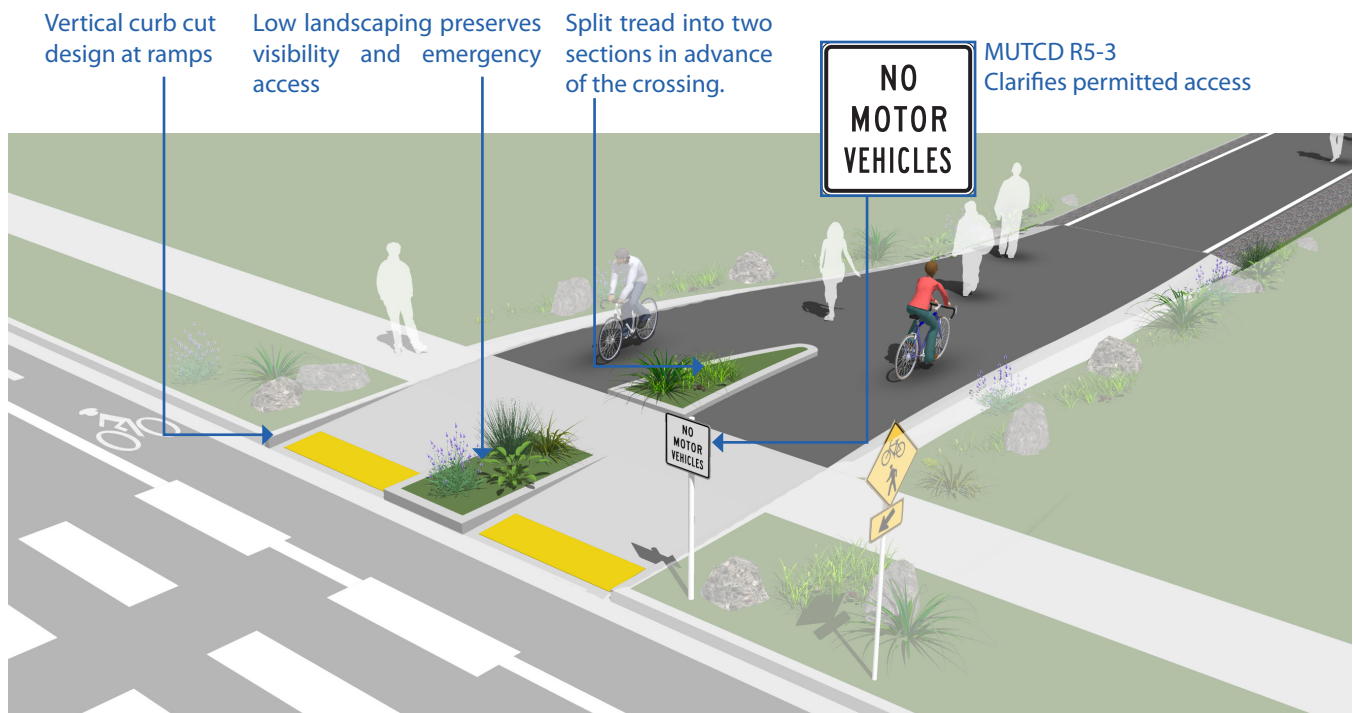 Vertical curb cut
design at ramps
Low landscaping preserves
visibility and emergency
access
Split tread into two
sections in advance
of the crossing.
NO
MOTOR
VEHICLES
MUTCD R5-3
Clarifies permitted access
NO
MOTOR
VEHICLES